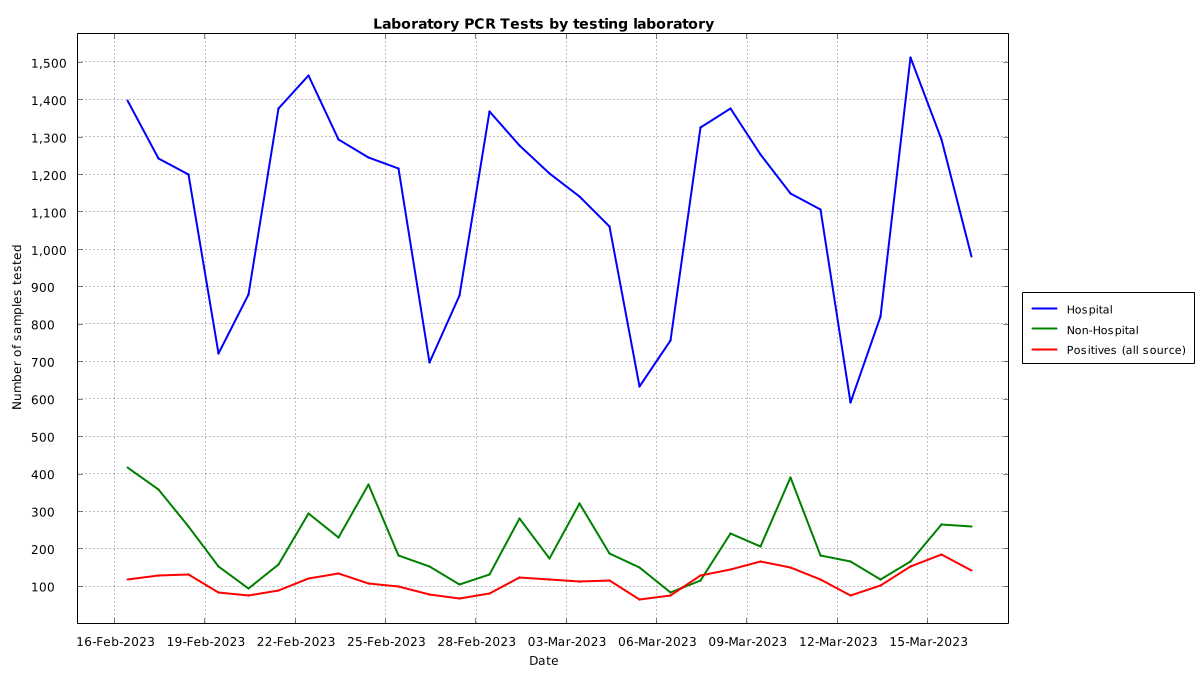 Laboratory PCR Tests by testing laboratory
1,500
1,400
1,300
1,200
1,100
1,000
900
800
700
600
500
400
300
200
100
Number of samples tested
16-Feb-2023 19-Feb-2023 22-Feb-2023 25-Feb-2023 28-Feb-2023 03-Mar-2023 06-Mar-2023 09-Mar-2023 12-Mar-2023 15-Mar-2023
Date
Hospital
Non-Hospital
Positives (all source)